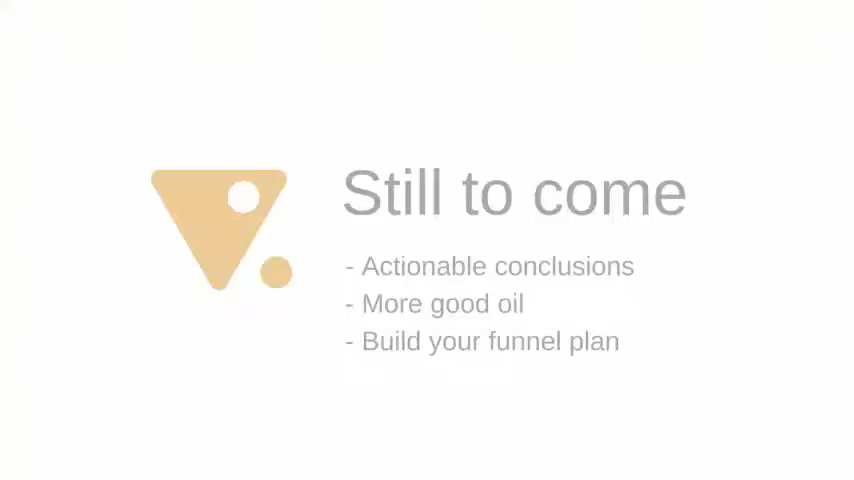 Still to come
- Actionable conclusions
- More good oil
- Build your funnel plan